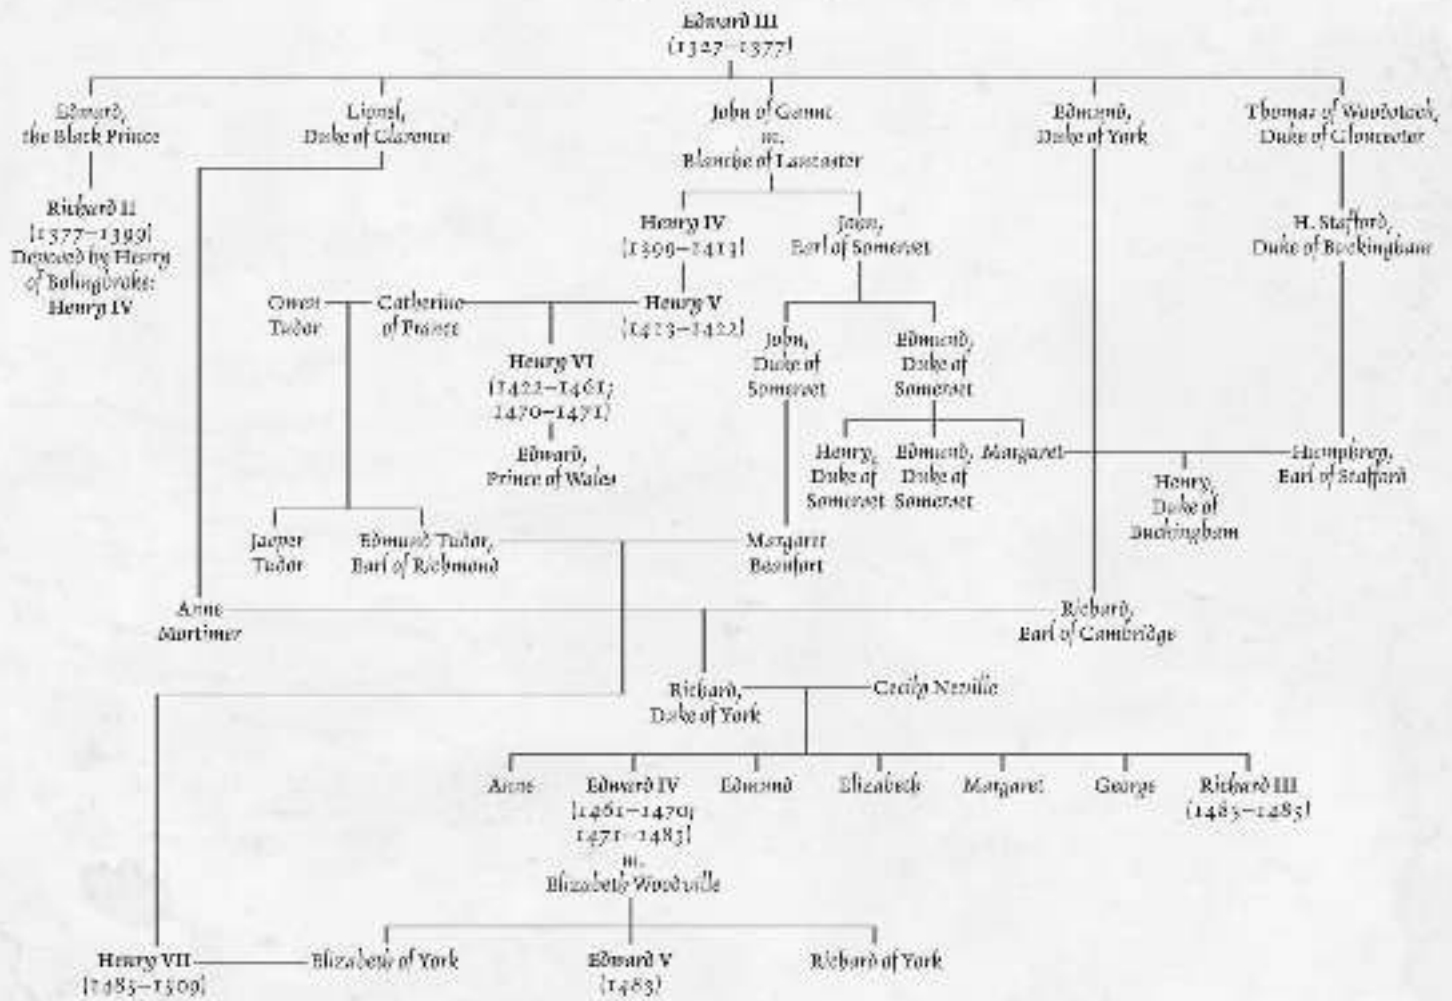 Edward III
(1327–1377)
Edward,
the Black Prince
Lionel,
Duke of Clarence
John of Gaunt
m.
Blanche of Lancaster
Edmund,
Duke of York
Thomas of Woodstock,
Duke of Gloucester
Richard II
(1377–1399)
Deposed by Henry
of Bolingbroke:
Henry IV
Henry IV
(1399–1413)
John,
Earl of Somerset
H. Stafford,
Duke of Buckingham
Owen
Tudor
Catherine
of France
Henry V
(1413–1422)
Henry VI
(1422–1461;
1470–1471)
John,
Duke of
Somerset
Edmund,
Duke of
Somerset
Edward,
Prince of Wales
Henry,
Duke of
Somerset
Edmund,
Duke of
Somerset
Margaret
Humphrey,
Earl of Stafford
Henry,
Duke of
Buckingham
Jasper
Tudor
Edmund Tudor,
Earl of Richmond
Margaret
Beaufort
Anne
Mortimer
Richard,
Earl of Cambridge
Richard,
Duke of York
Cecily Neville
Anne
Edward IV
(1461–1470;
1471–1483)
m.
Elizabeth Woodville
Edmund
Elizabeth
Margaret
George
Richard III
(1483–1485)
Henry VII
(1485–1509)
Elizabeth of York
Edward V
(1483)
Richard of York